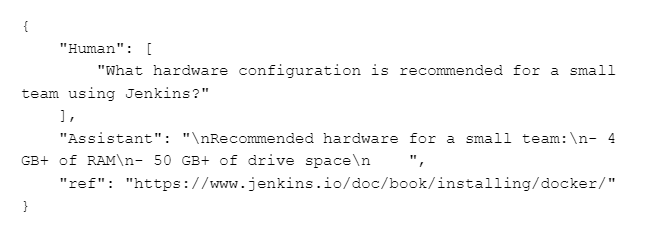 {
"Human": [
"What hardware configuration is recommended for a small
team using Jenkins?"
],
"Assistant": "\nRecommended hardware for a small team:\n- 4
GB+ of RAM\n- 50 GB+ of drive space\n    ",
"ref": "https://www.jenkins.io/doc/book/installing/docker/"
}